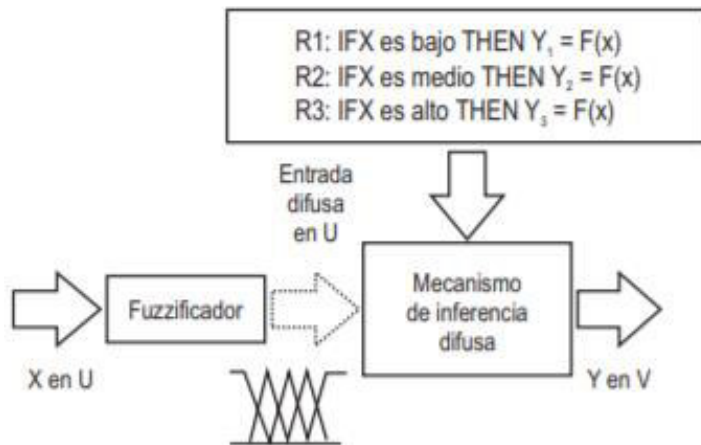 R1: IFX es bajo THEN Y₁ = F(x)
R2: IFX es medio THEN Y₂ = F(x)
R3: IFX es alto THEN Y₃ = F(x)
Entrada
difusa
en U
Fuzzificador
Mecanismo
de inferencia
difusa
X en U
Y en V